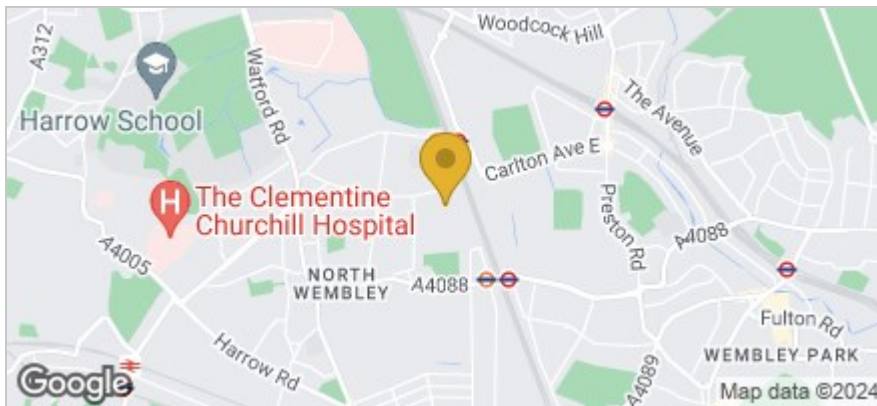 A312
Harrow School
Watford Rd
Woodcock Hill
The Avenue
Carlton Ave E
H
The Clementine
Churchill Hospital
Preston Rd
A4088
A4005
NORTH
WEMBLEY
A4088
Harrow Rd
Fulton Rd
WEMBLEY PARK
A4089
Google
Map data ©2024